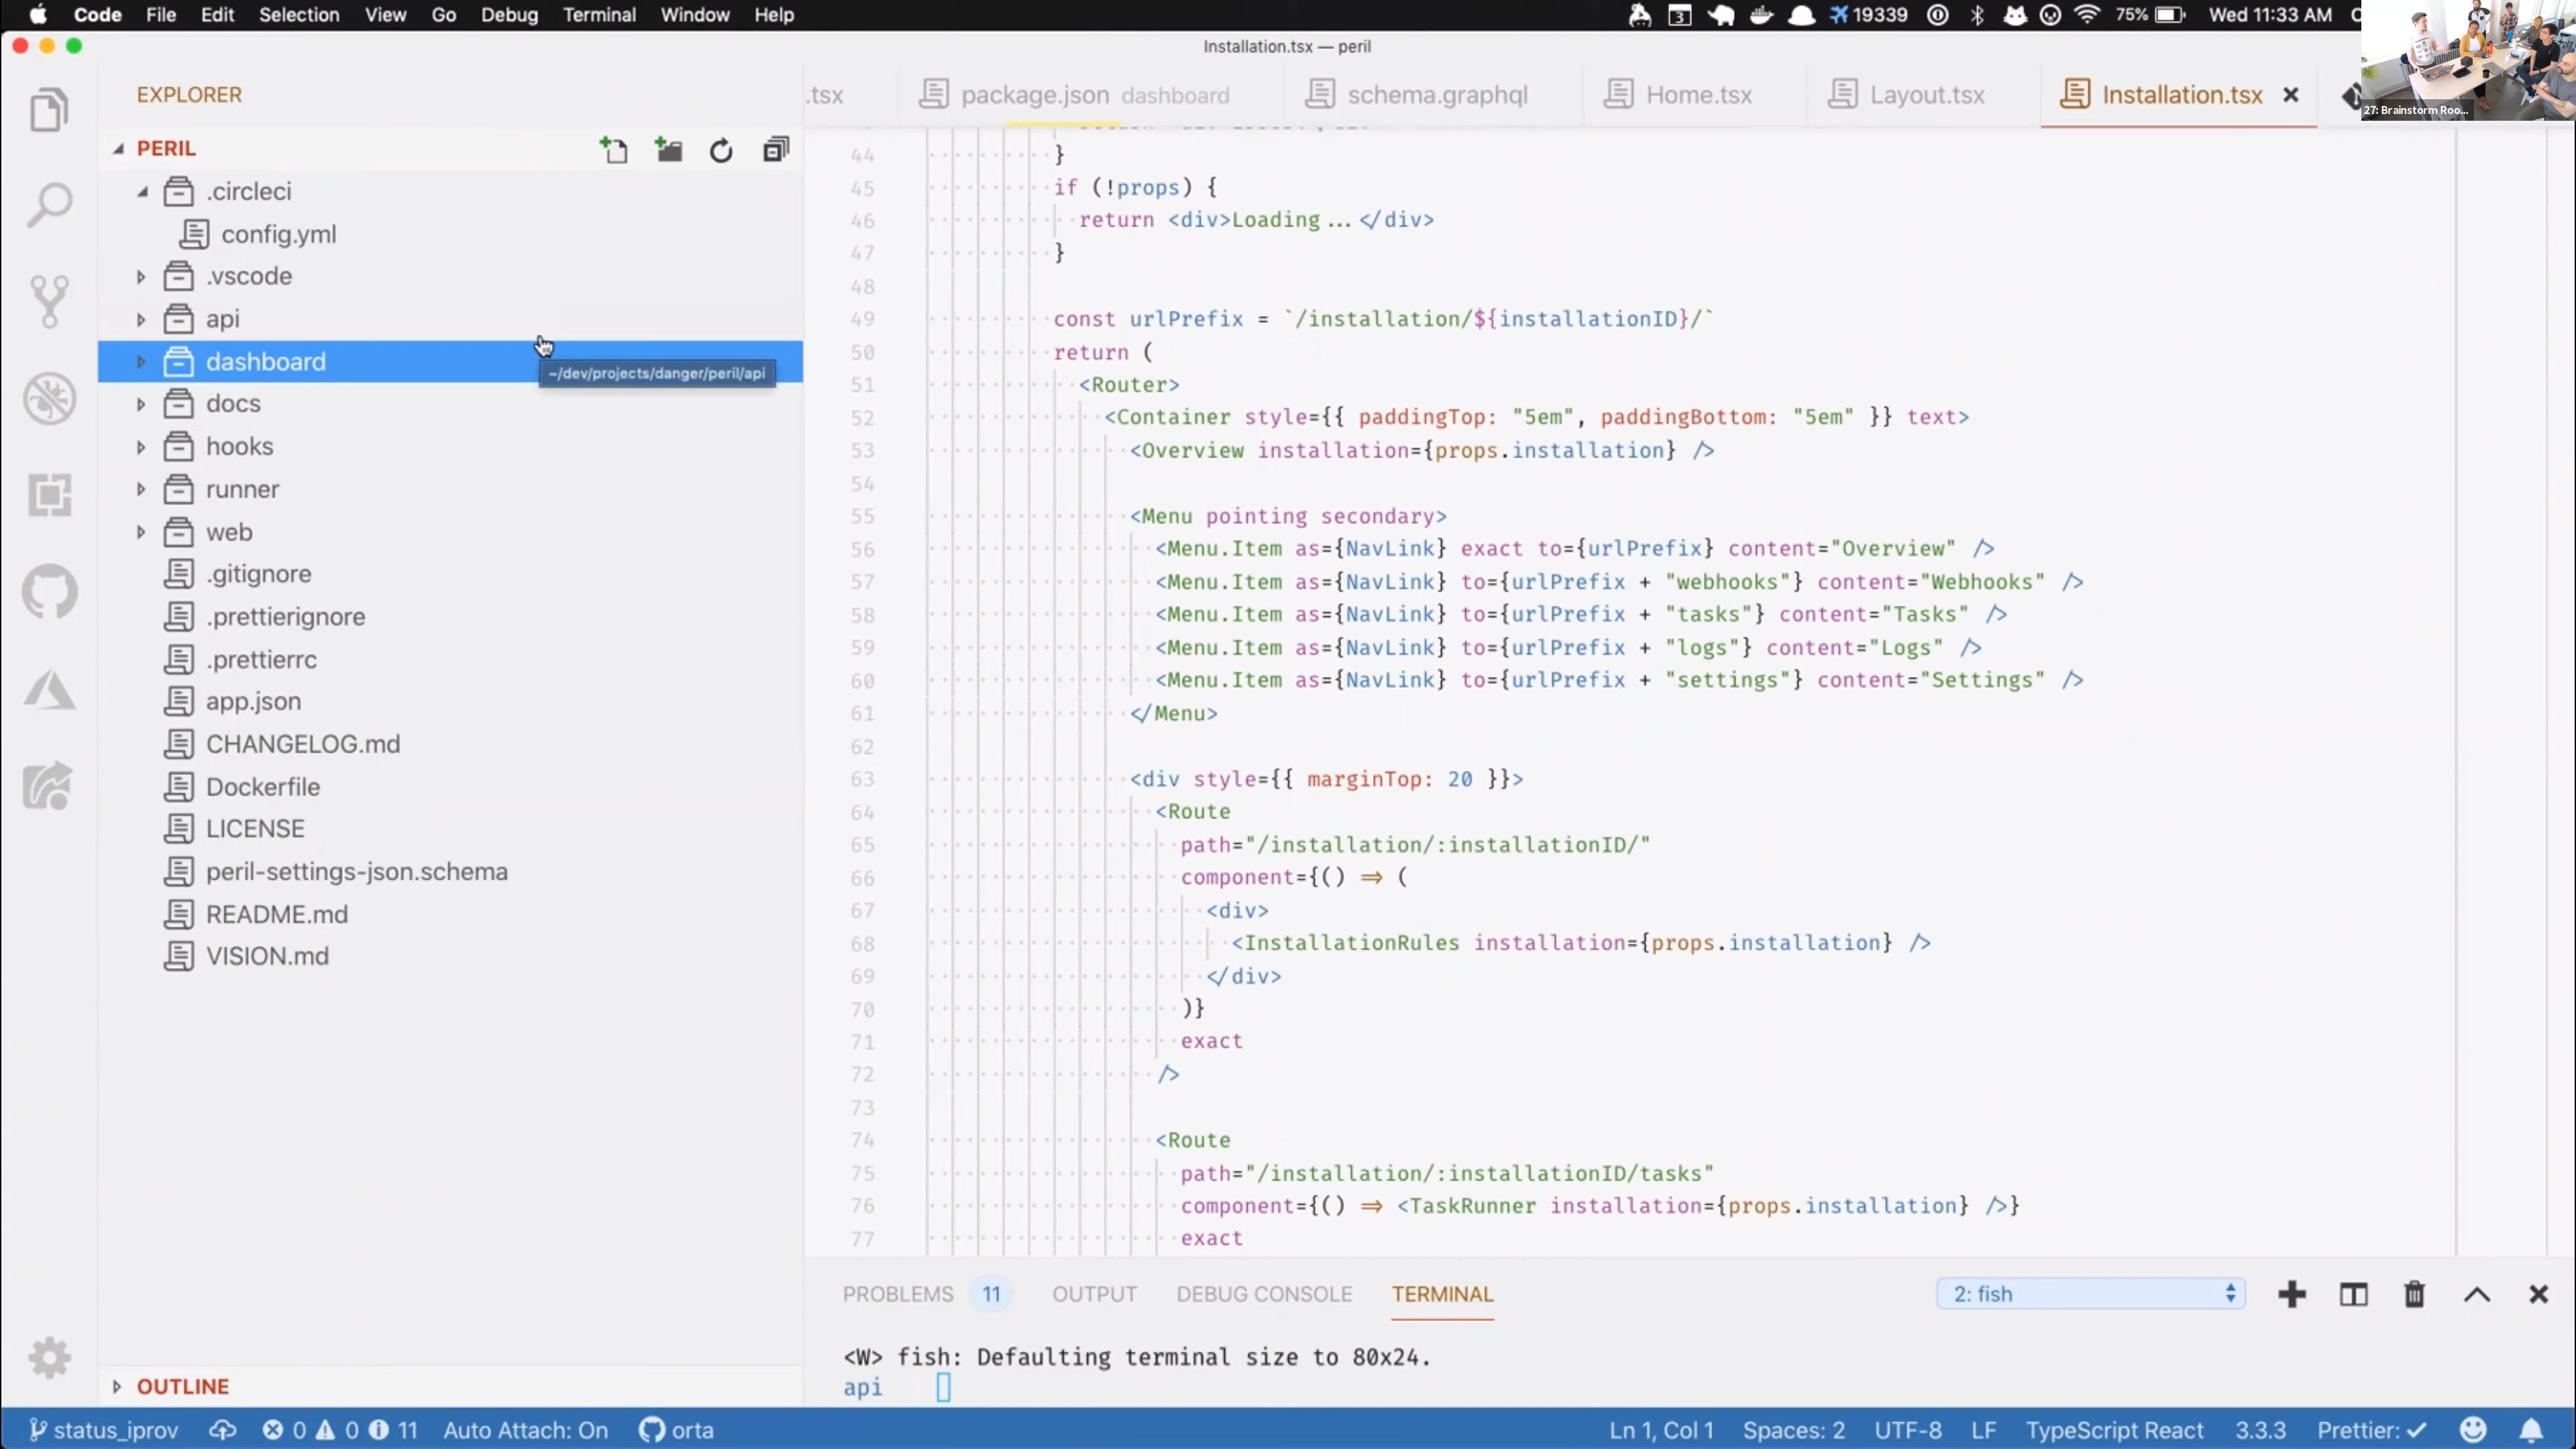 Code File Edit Selection View Go Debug Terminal Window Help
3 19339 75% Wed 11:33 AM
Installation.tsx — peril
27: Brainstorm Roo...
EXPLORER
PERIL
.circleci
config.yml
.vscode
api
dashboard
~/dev/projects/danger/peril/api
docs
hooks
runner
web
.gitignore
.prettierignore
.prettierrc
app.json
CHANGELOG.md
Dockerfile
LICENSE
peril-settings-json.schema
README.md
VISION.md
OUTLINE
.tsx package.json dashboard schema.graphql Home.tsx Layout.tsx Installation.tsx
44 }
45 if (!props) {
46 return <div>Loading...</div>
47 }
48
49 const urlPrefix = `/installation/${installationID}/`
50 return (
51 <Router>
52 <Container style={{ paddingTop: "5em", paddingBottom: "5em" }} text>
53 <Overview installation={props.installation} />
54
55 <Menu pointing secondary>
56 <Menu.Item as={NavLink} exact to={urlPrefix} content="Overview" />
57 <Menu.Item as={NavLink} to={urlPrefix + "webhooks"} content="Webhooks" />
58 <Menu.Item as={NavLink} to={urlPrefix + "tasks"} content="Tasks" />
59 <Menu.Item as={NavLink} to={urlPrefix + "logs"} content="Logs" />
60 <Menu.Item as={NavLink} to={urlPrefix + "settings"} content="Settings" />
61 </Menu>
62
63 <div style={{ marginTop: 20 }}>
64 <Route
65 path="/installation/:installationID/"
66 component={() => (
67 <div>
68 <InstallationRules installation={props.installation} />
69 </div>
70 )}
71 exact
72 />
73
74 <Route
75 path="/installation/:installationID/tasks"
76 component={() => <TaskRunner installation={props.installation} />}
77 exact
PROBLEMS 11 OUTPUT DEBUG CONSOLE TERMINAL 2: fish
<W> fish: Defaulting terminal size to 80x24.
api
status_iprov 0 0 11 Auto Attach: On orta Ln 1, Col 1 Spaces: 2 UTF-8 LF TypeScript React 3.3.3 Prettier: ✓